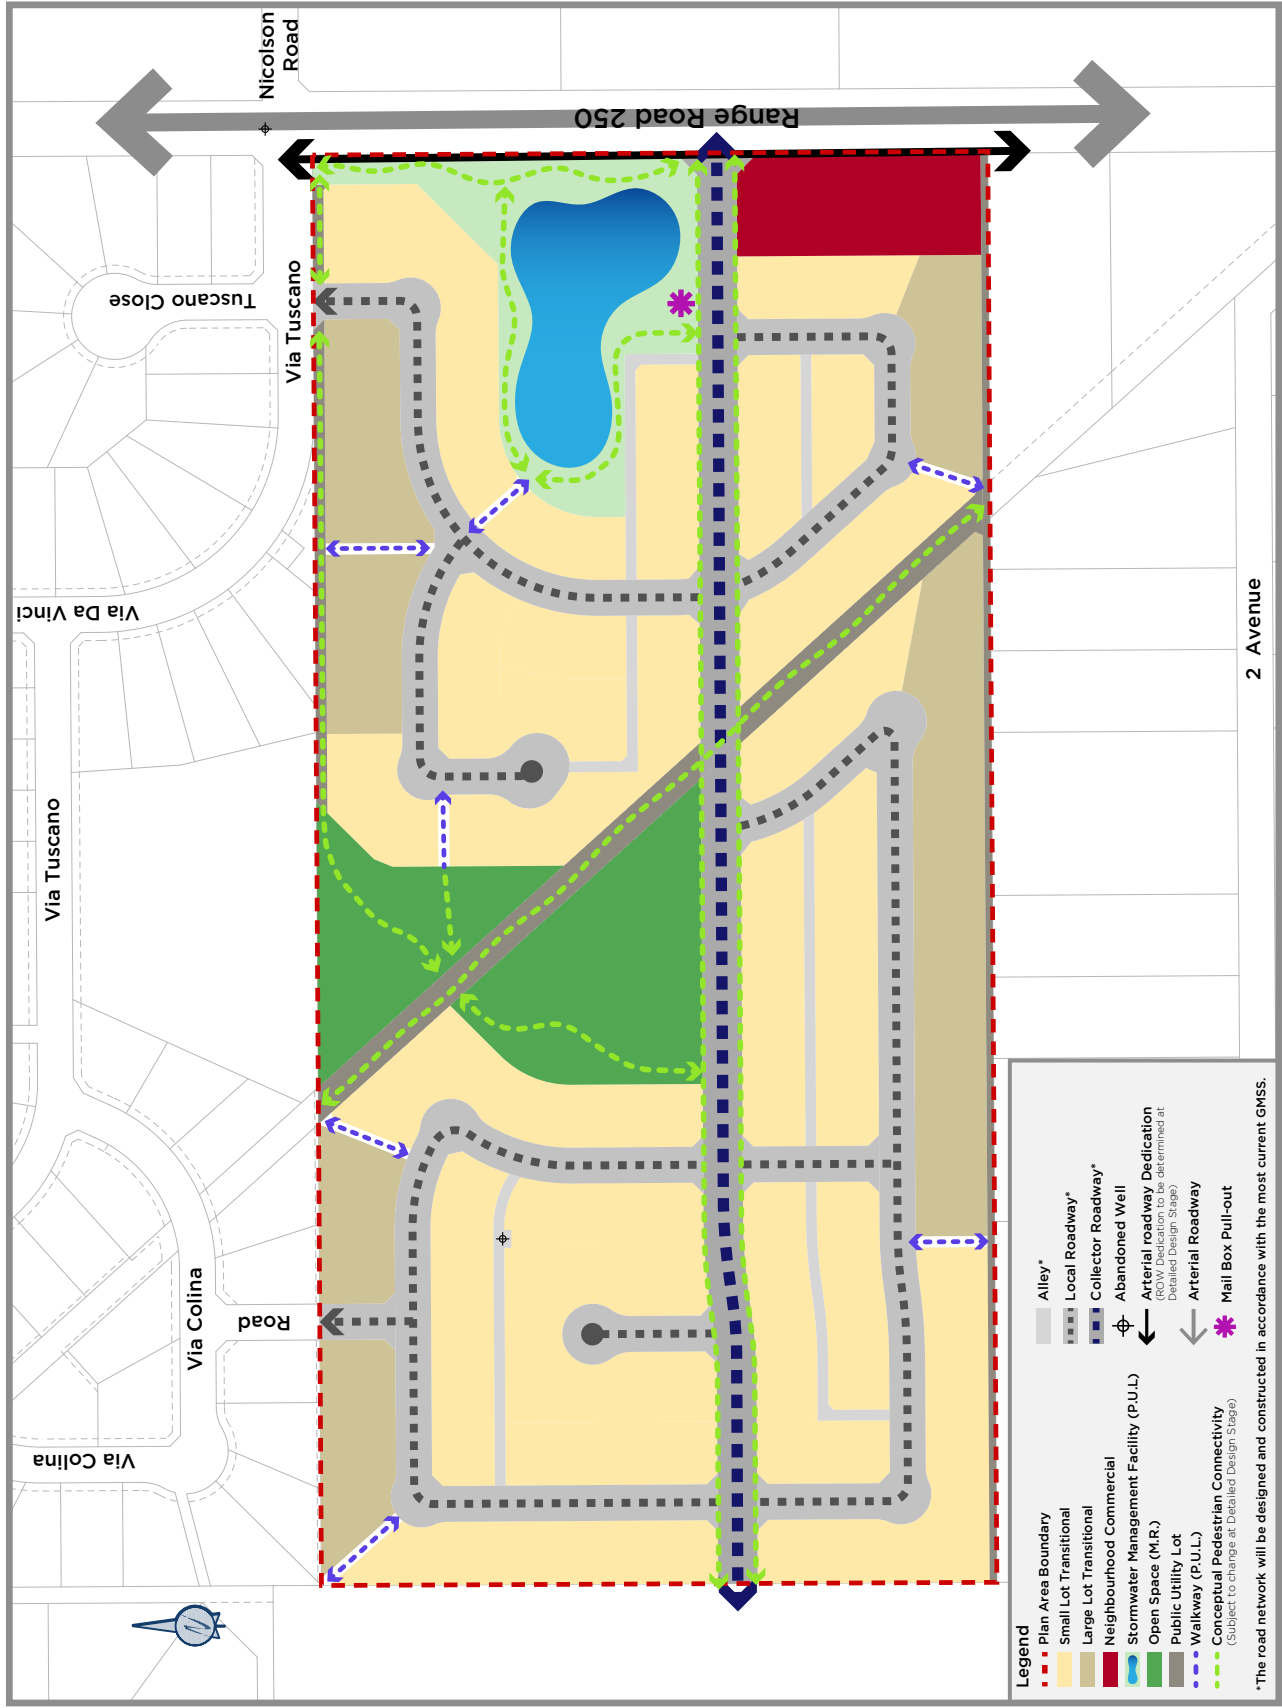 Nicolson
Road
Range Road 250
Tuscano Close
Via Tuscano
Via Da Vinci
Via Tuscano
2 Avenue
Via Colina
Road
Via Colina
N
Legend
Plan Area Boundary
Small Lot Transitional
Large Lot Transitional
Neighbourhood Commercial
Stormwater Management Facility (P.U.L)
Open Space (M.R.)
Public Utility Lot
Walkway (P.U.L.)
Conceptual Pedestrian Connectivity
(Subject to change at Detailed Design Stage)
Alley*
Local Roadway*
Collector Roadway*
Abandoned Well
Arterial roadway Dedication
(ROW Dedication to be determined at
Detailed Design Stage)
Arterial Roadway
Mail Box Pull-out
*The road network will be designed and constructed in accordance with the most current GMSS.